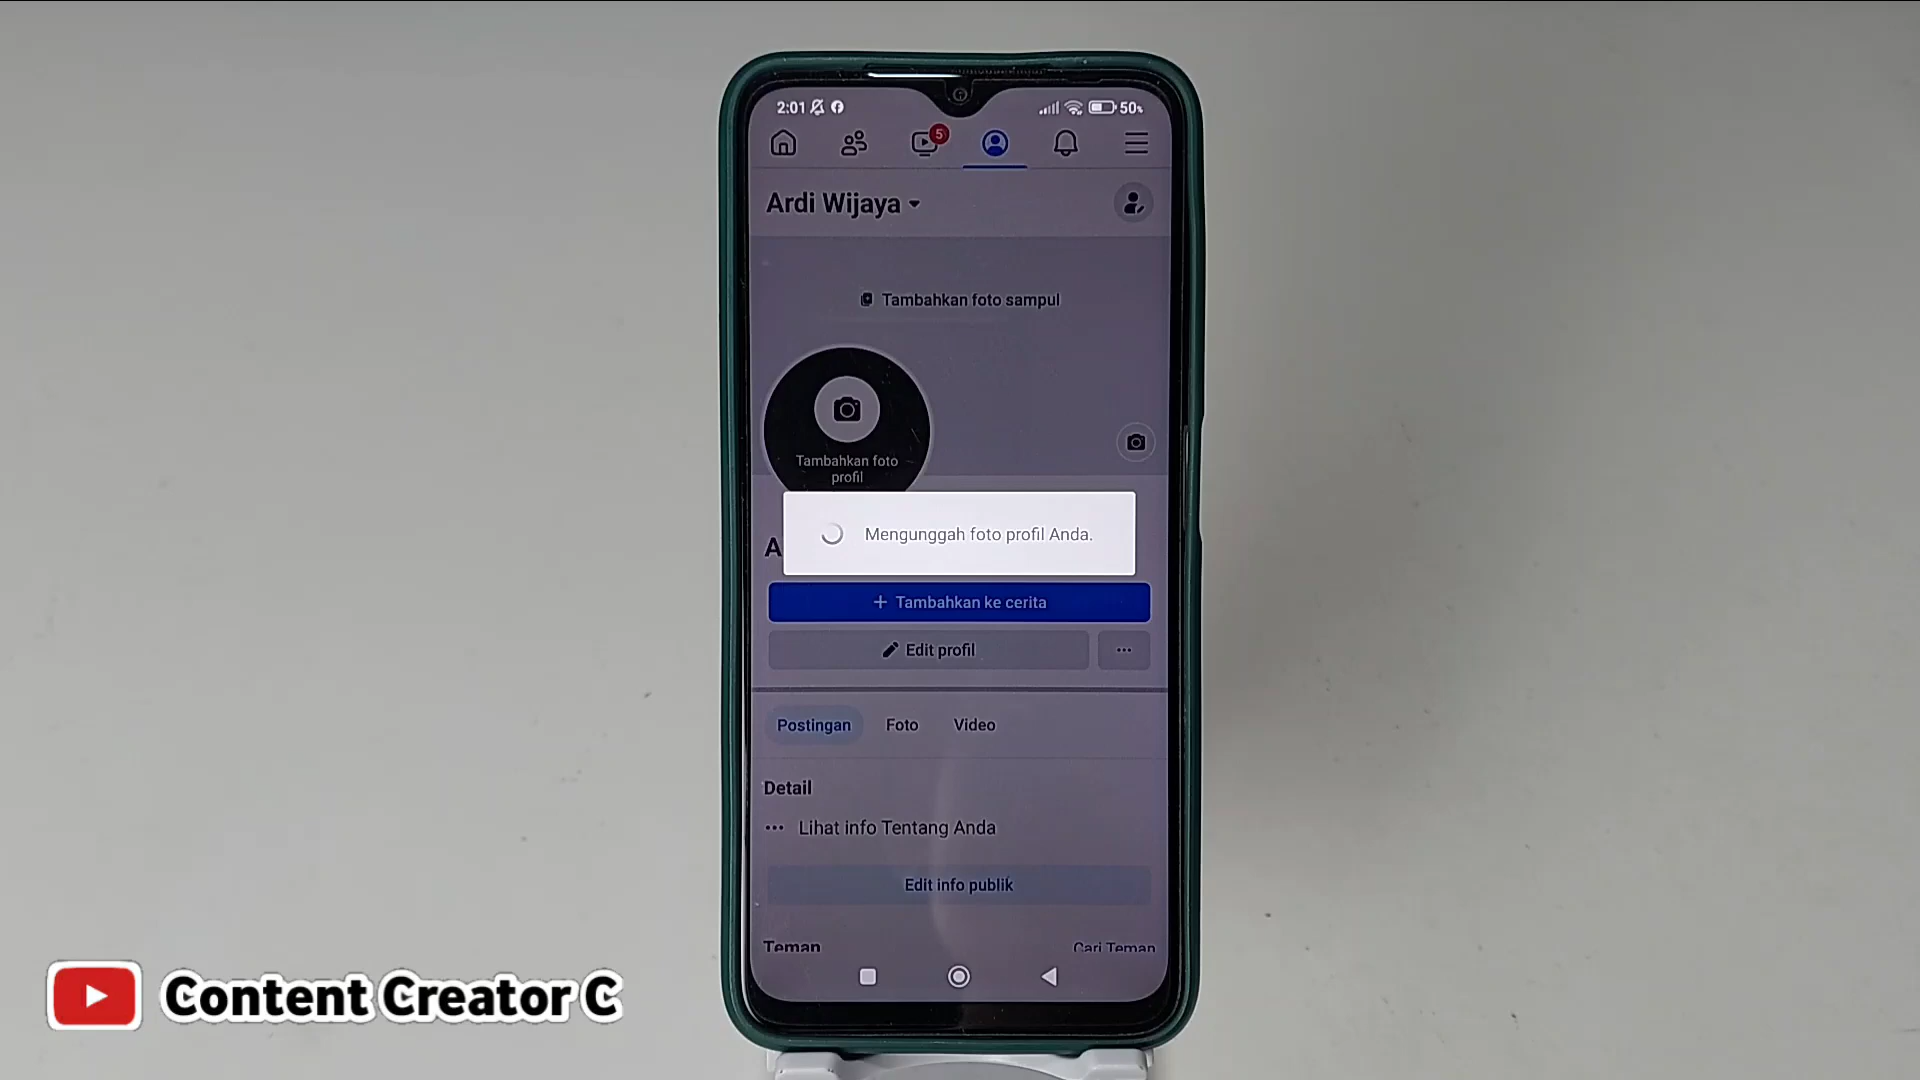 2:01
50%
5
Ardi Wijaya
Tambahkan foto sampul
Tambahkan foto
profil
Mengunggah foto profil Anda.
A
+ Tambahkan ke cerita
Edit profil
Postingan Foto Video
Detail
Lihat info Tentang Anda
Edit info publik
Teman Cari Teman
Content Creator C